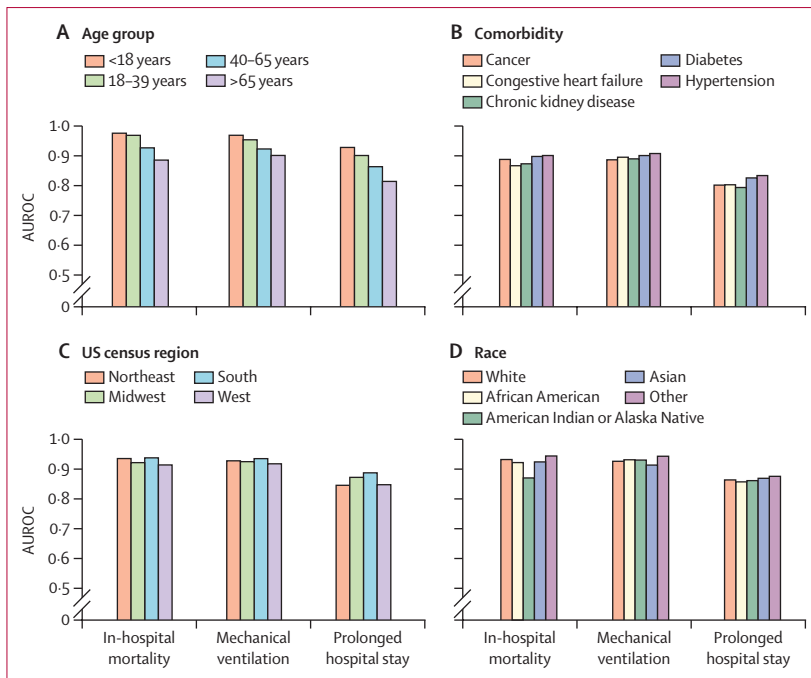 A Age group
<18 years
40–65 years
18–39 years
>65 years
AUROC
1·0
0·9
0·8
0·7
0·6
0·5
0
B Comorbidity
Cancer
Diabetes
Congestive heart failure
Hypertension
Chronic kidney disease
1·0
0·9
0·8
0·7
0·6
0·5
0
C US census region
Northeast
South
Midwest
West
AUROC
1·0
0·9
0·8
0·7
0·6
0·5
0
In-hospital
mortality
Mechanical
ventilation
Prolonged
hospital stay
D Race
White
Asian
African American
Other
American Indian or Alaska Native
1·0
0·9
0·8
0·7
0·6
0·5
0
In-hospital
mortality
Mechanical
ventilation
Prolonged
hospital stay